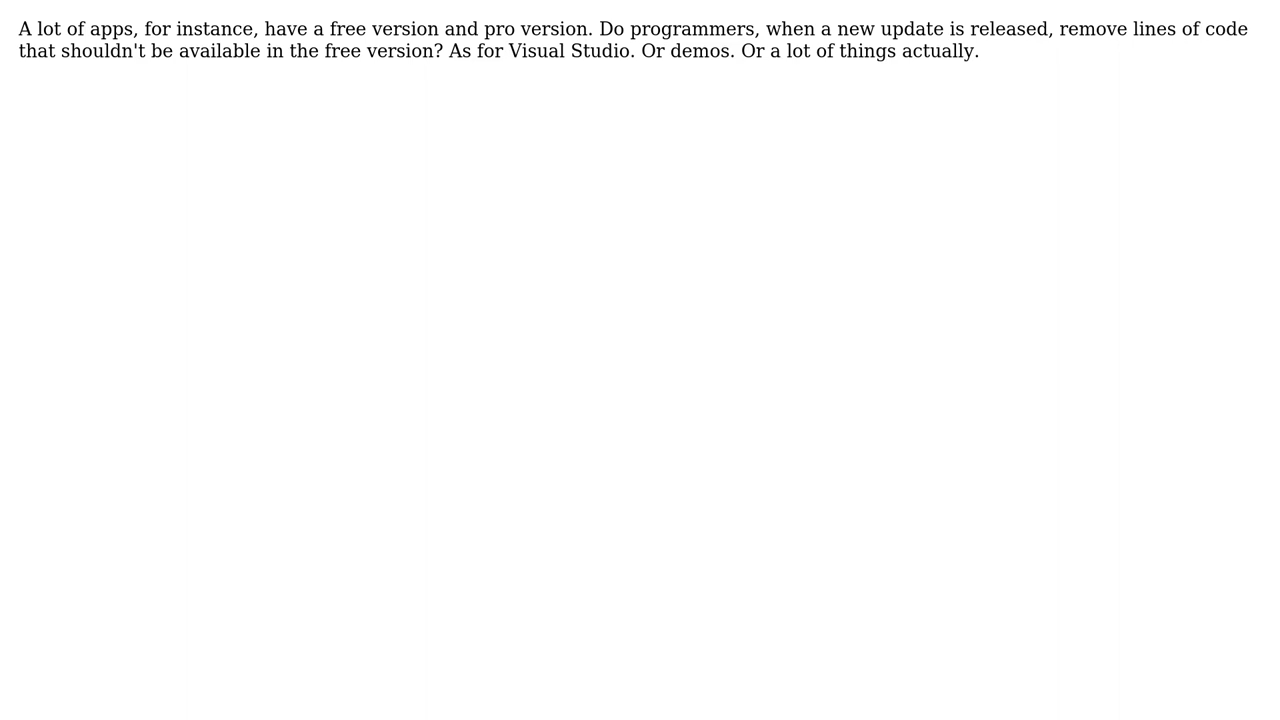 A lot of apps, for instance, have a free version and pro version. Do programmers, when a new update is released, remove lines of code
that shouldn't be available in the free version? As for Visual Studio. Or demos. Or a lot of things actually.